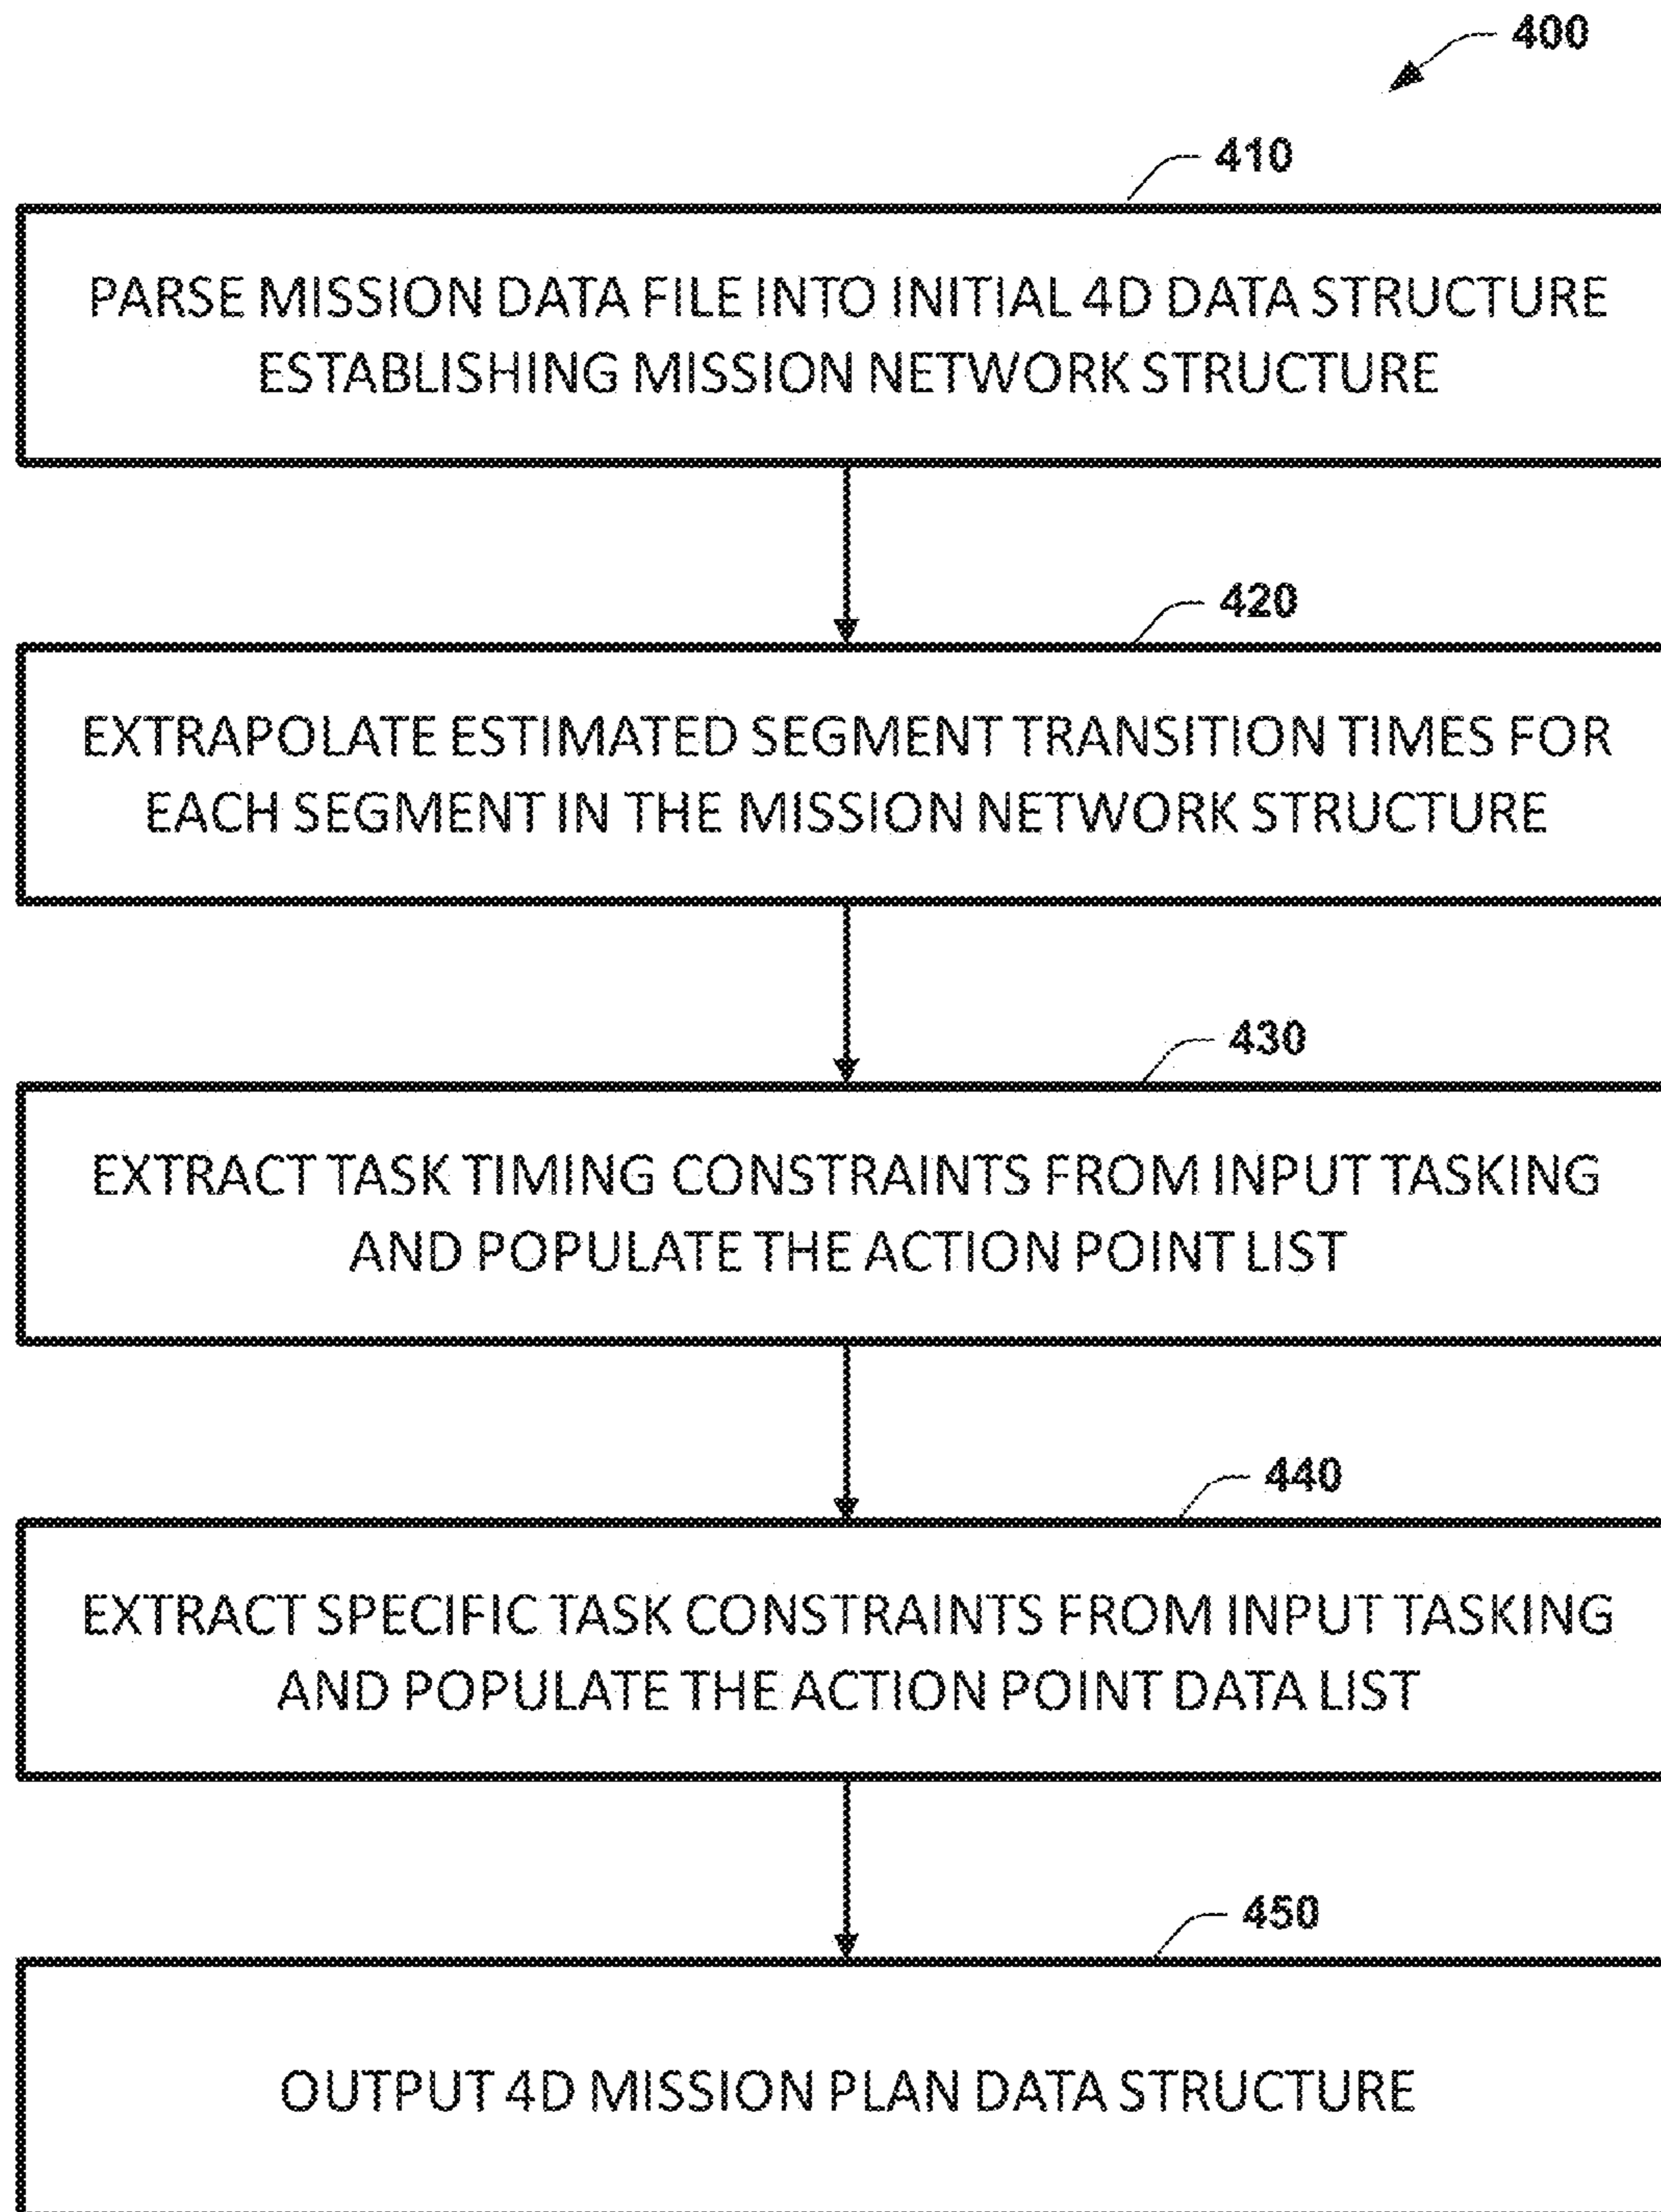 400
410
PARSE MISSION DATA FILE INTO INITIAL 4D DATA STRUCTURE
ESTABLISHING MISSION NETWORK STRUCTURE
420
EXTRAPOLATE ESTIMATED SEGMENT TRANSITION TIMES FOR
EACH SEGMENT IN THE MISSION NETWORK STRUCTURE
430
EXTRACT TASK TIMING CONSTRAINTS FROM INPUT TASKING
AND POPULATE THE ACTION POINT LIST
440
EXTRACT SPECIFIC TASK CONSTRAINTS FROM INPUT TASKING
AND POPULATE THE ACTION POINT DATA LIST
450
OUTPUT 4D MISSION PLAN DATA STRUCTURE